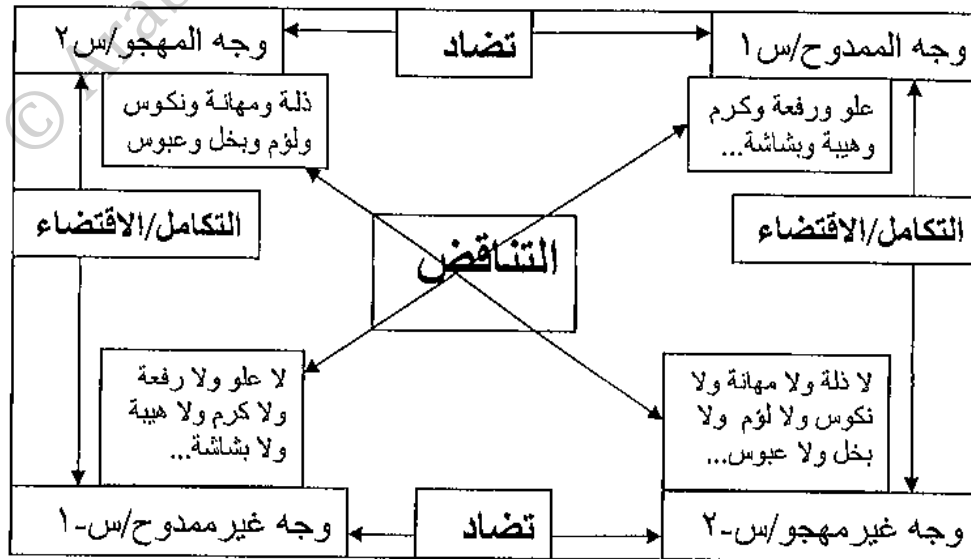 وجه الممدوح/س١
تضاد
وجه المهجو/س٢
علو ورفعة وكرم
وهيبة وبشاشة...
ذلة ومهانة ونكوس
ولؤم وبخل وعبوس
التكامل/الاقتضاء
التناقض
التكامل/الاقتضاء
لا ذلة ولا مهانة ولا
نكوس ولا لؤم ولا
بخل ولا عبوس...
لا علو ولا رفعة
ولا كرم ولا هيبة
ولا بشاشة...
وجه غير مهجو/س-٢
تضاد
وجه غير ممدوح/س-١
© Arab